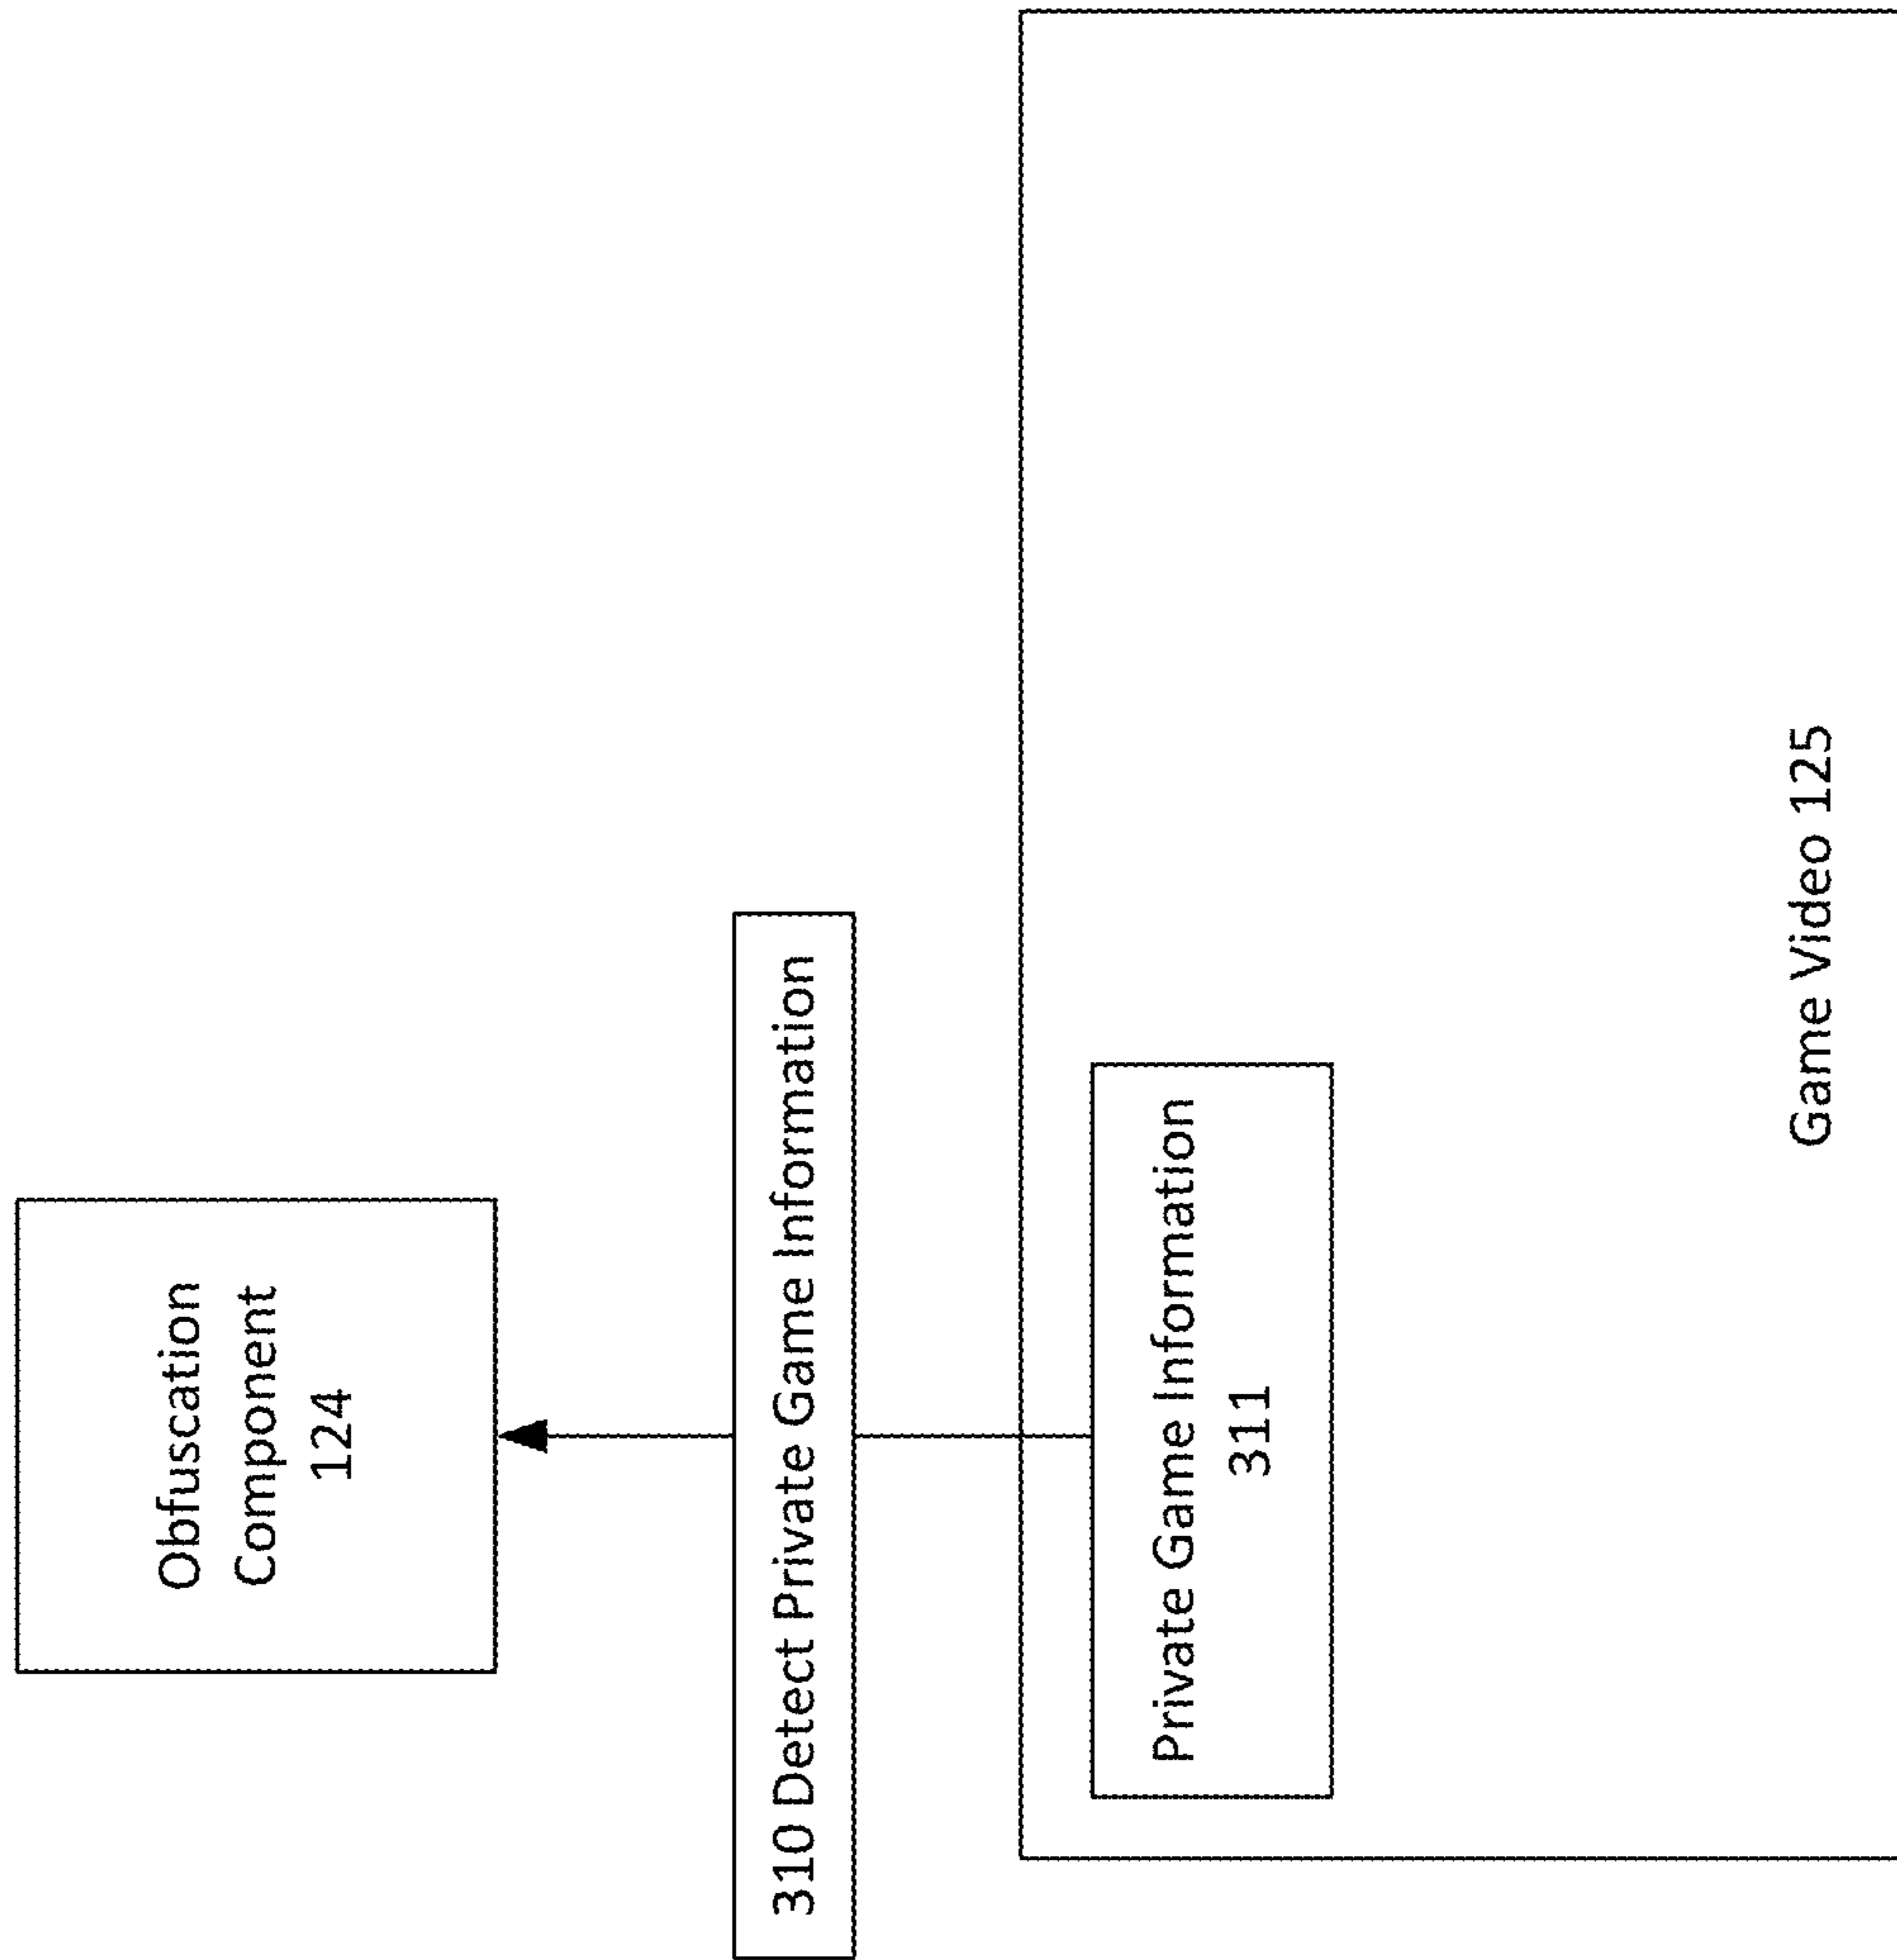 Obfuscation
Component
124
310 Detect Private Game Information
Private Game Information
311
Game Video 125